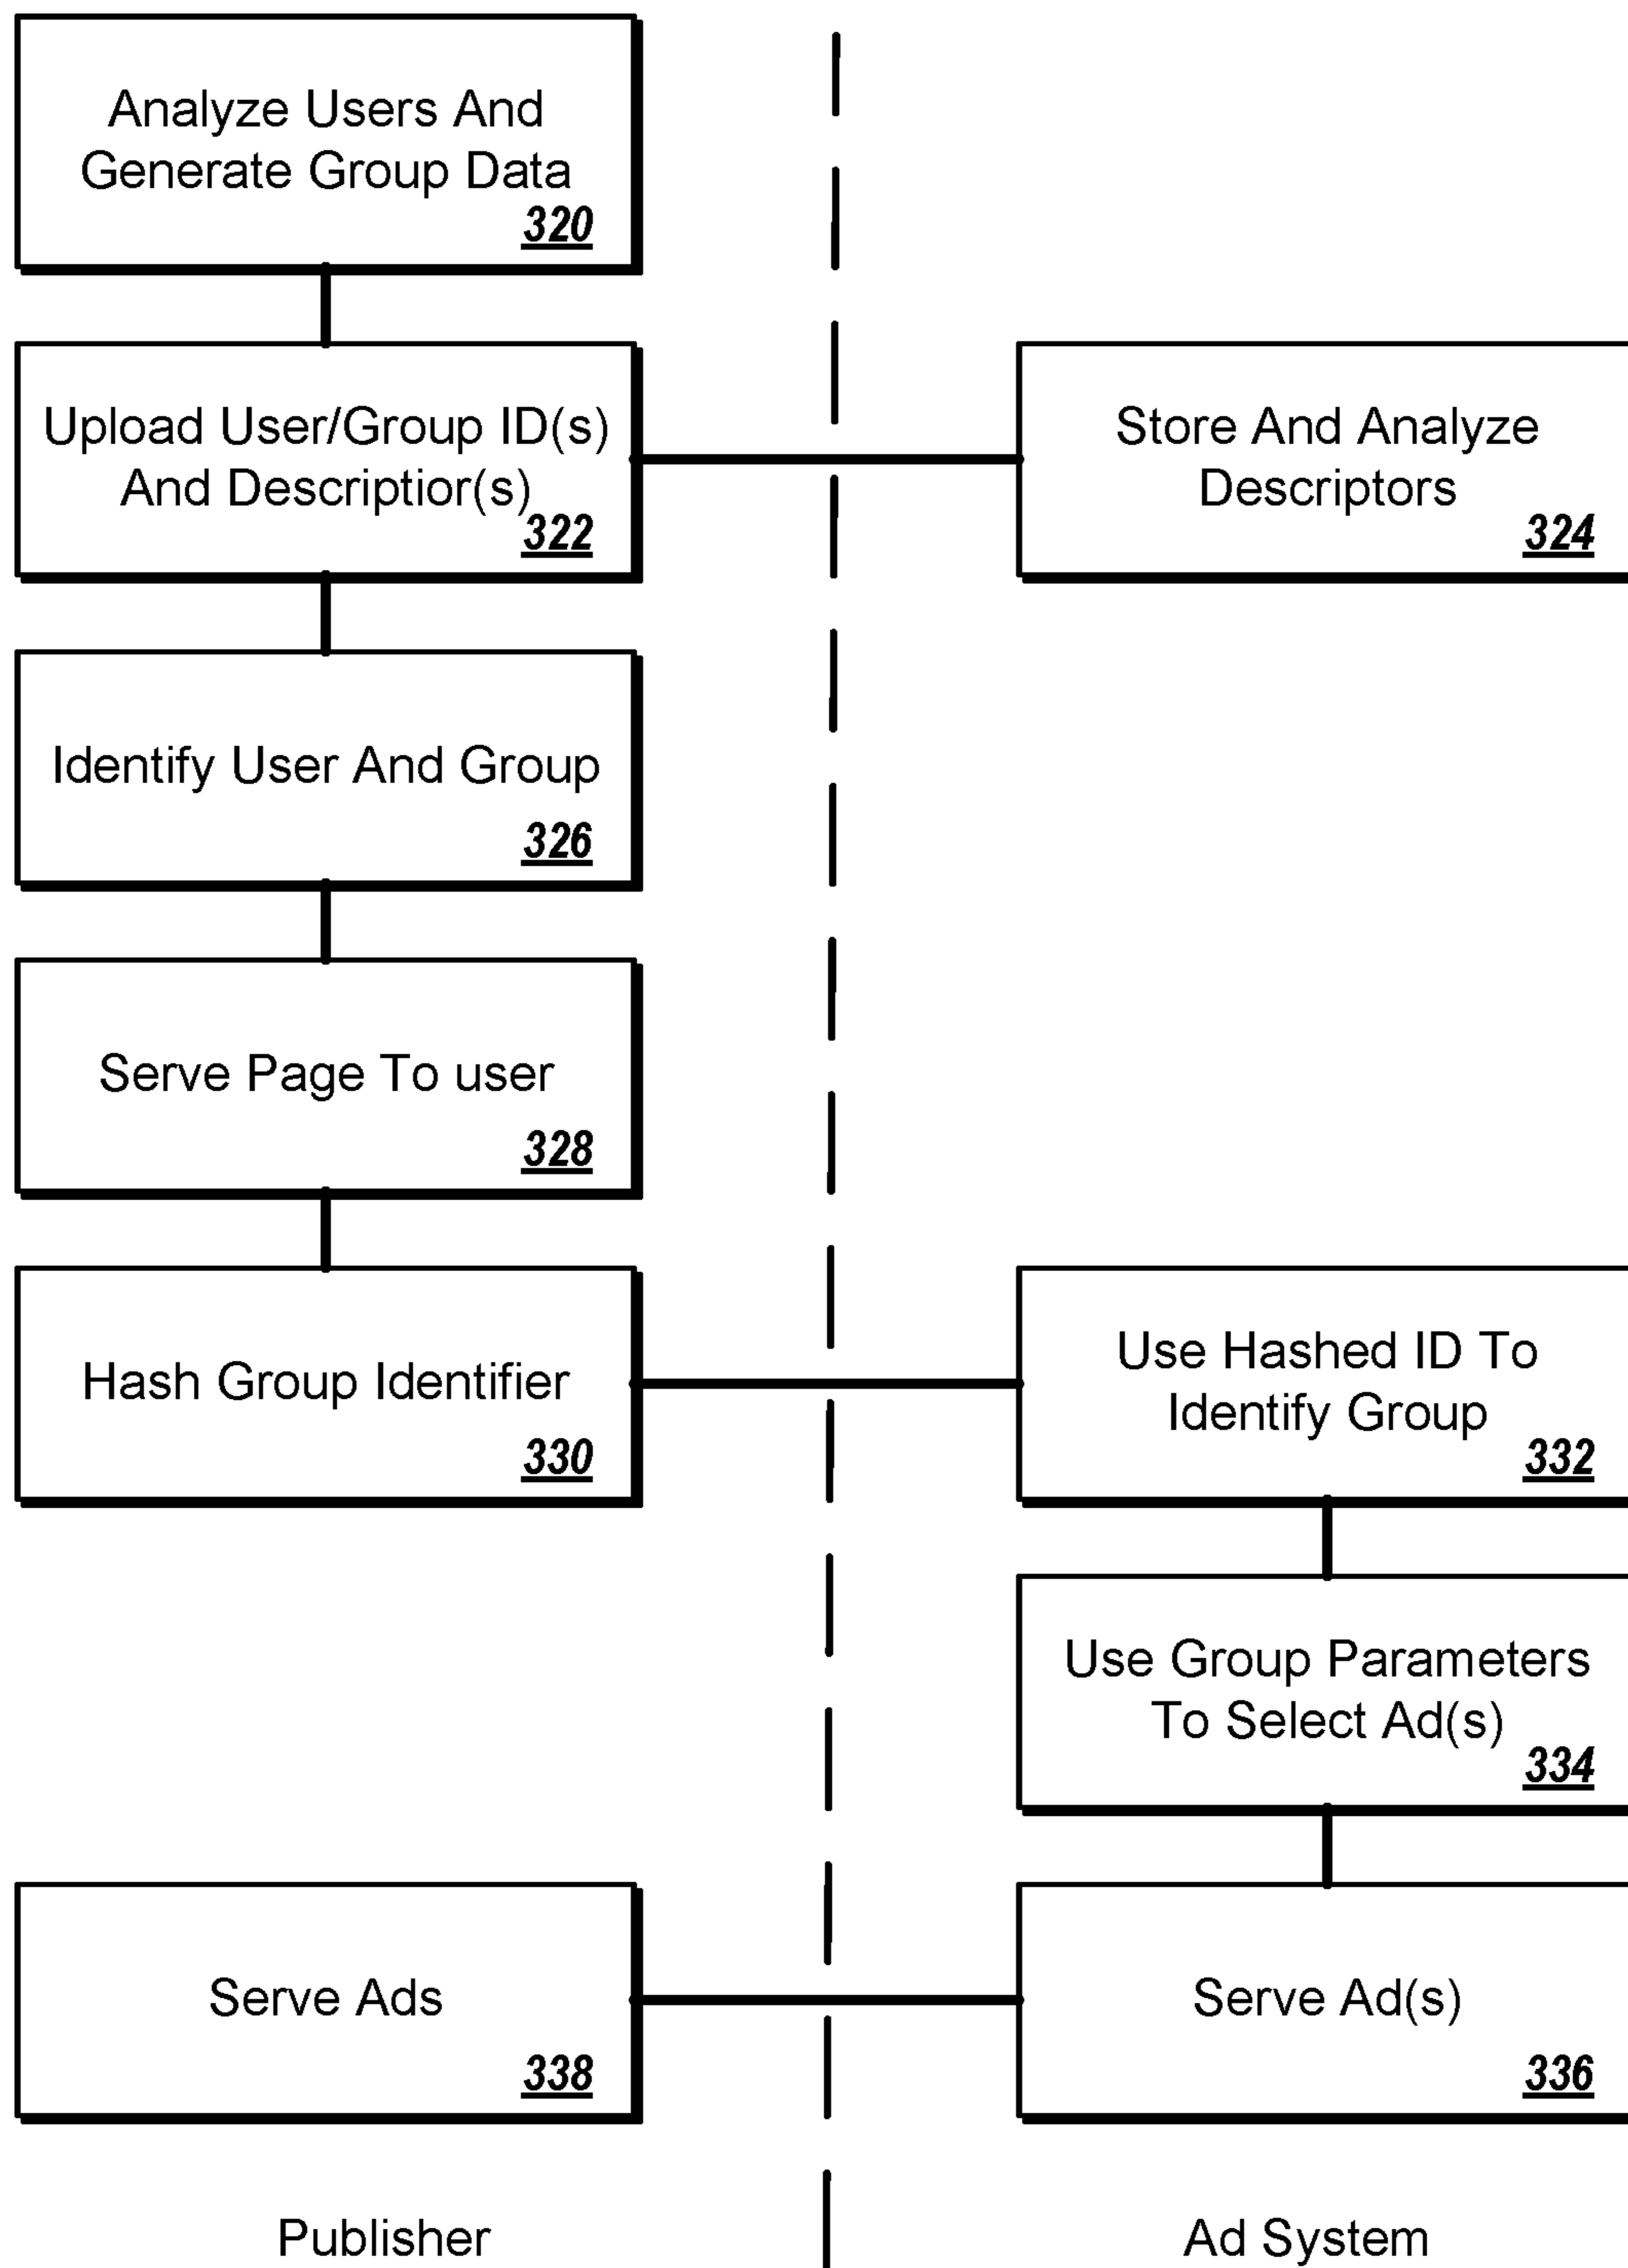 Analyze Users And
Generate Group Data
320
Upload User/Group ID(s)
And Descriptior(s)
322
Store And Analyze
Descriptors
324
Identify User And Group
326
Serve Page To user
328
Hash Group Identifier
330
Use Hashed ID To
Identify Group
332
Use Group Parameters
To Select Ad(s)
334
Serve Ads
338
Serve Ad(s)
336
Publisher
Ad System